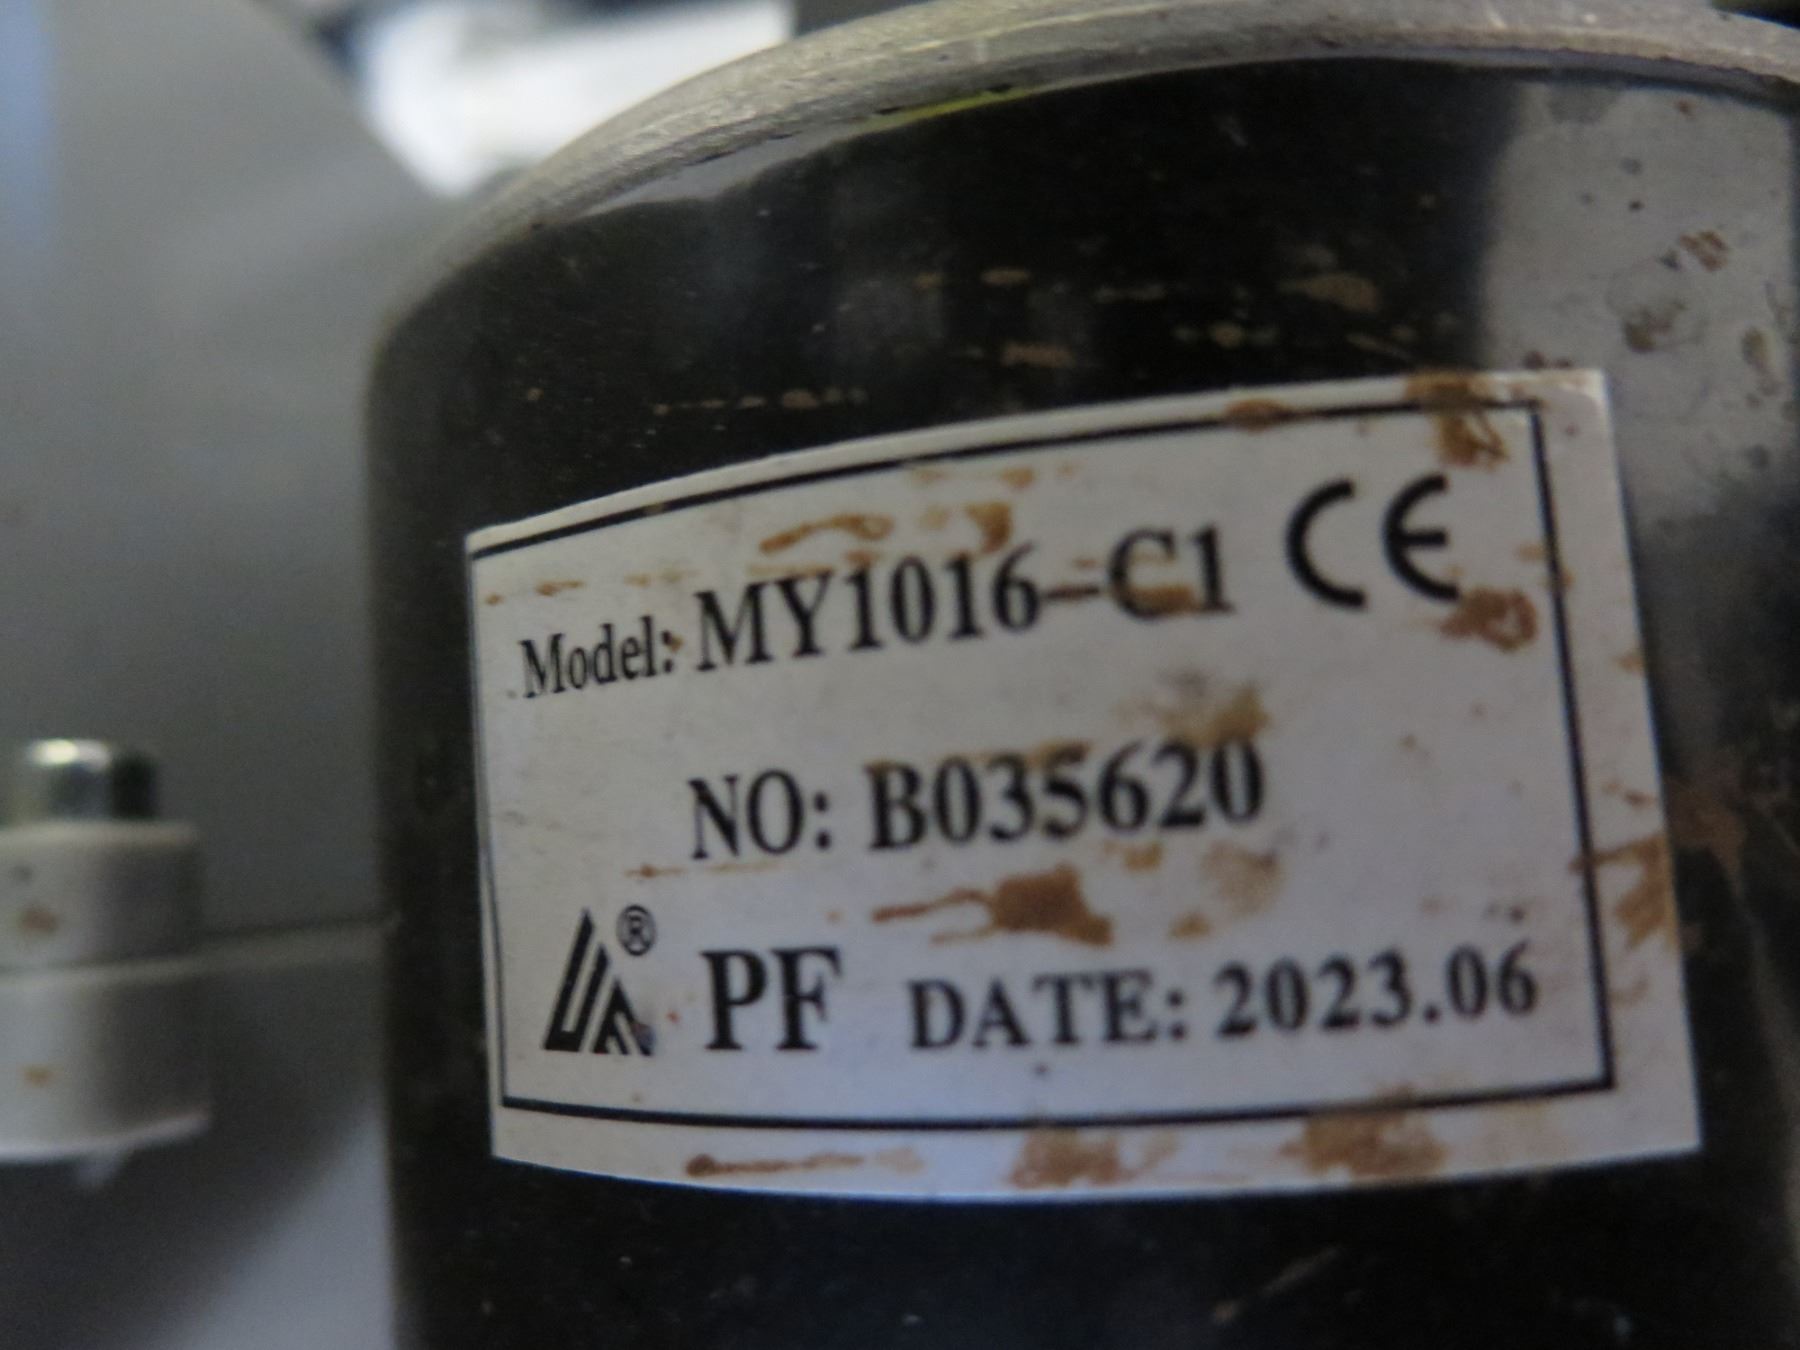 Model: MY1016-C1 CE
NO: B035620
® PF DATE: 2023.06